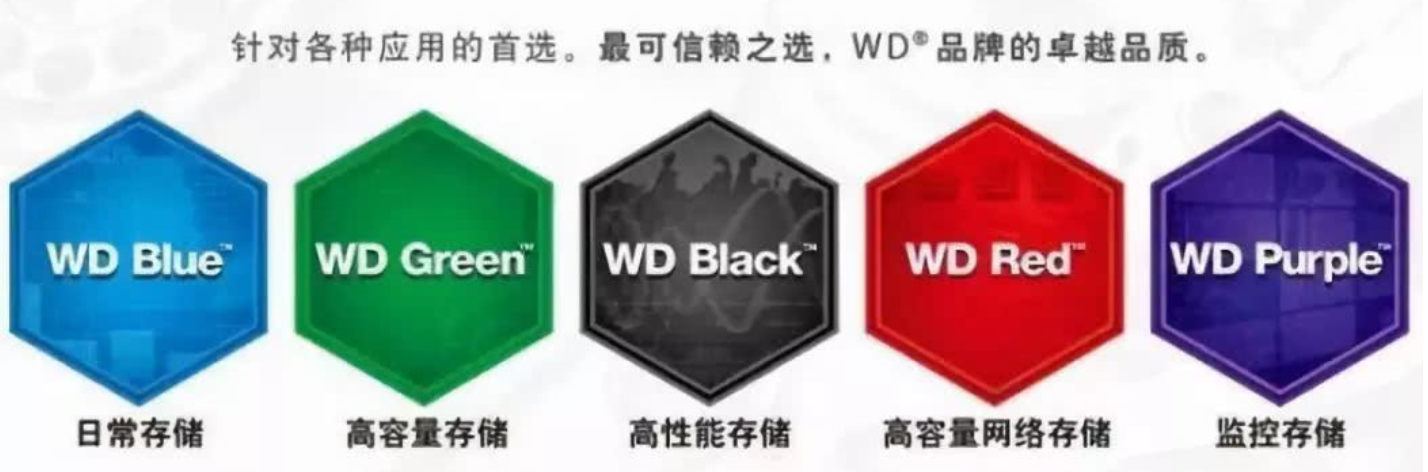 针对各种应用的首选。最可信赖之选，WD®品牌的卓越品质。
WD Blue™
WD Green™
WD Black™
WD Red™
WD Purple™
日常存储
高容量存储
高性能存储
高容量网络存储
监控存储